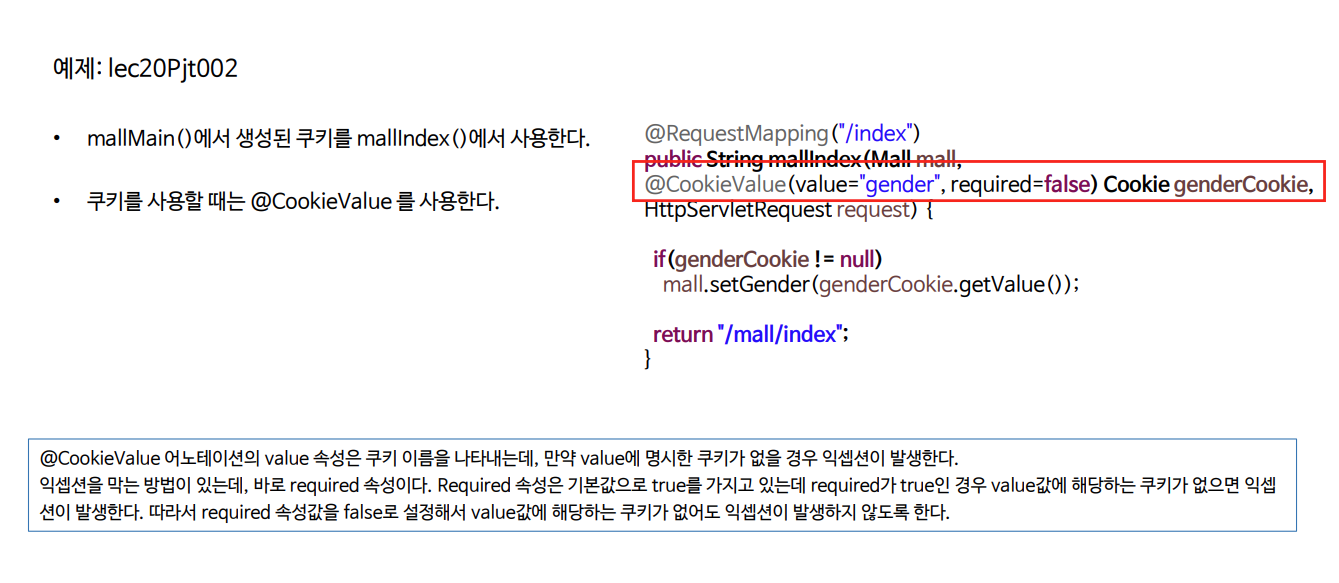 예제: lec20Pjt002
• mallMain()에서 생성된 쿠키를 mallIndex()에서 사용한다.
• 쿠키를 사용할 때는 @CookieValue 를 사용한다.
@RequestMapping("/index")
public String mallIndex(Mall mall,
@CookieValue(value="gender", required=false) Cookie genderCookie,
HttpServletRequest request) {
if(genderCookie != null)
mall.setGender(genderCookie.getValue());
return "/mall/index";
}
@CookieValue 어노테이션의 value 속성은 쿠키 이름을 나타내는데, 만약 value에 명시한 쿠키가 없을 경우 익셉션이 발생한다.
익셉션을 막는 방법이 있는데, 바로 required 속성이다. Required 속성은 기본값으로 true를 가지고 있는데 required가 true인 경우 value값에 해당하는 쿠키가 없으면 익셉
션이 발생한다. 따라서 required 속성값을 false로 설정해서 value값에 해당하는 쿠키가 없어도 익셉션이 발생하지 않도록 한다.